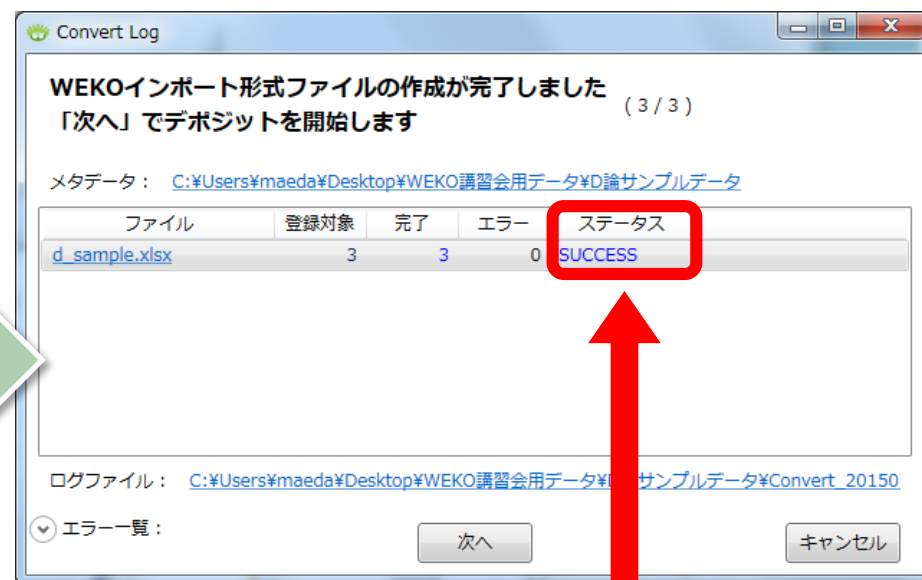 Convert Log
WEKOインポート形式ファイルの作成が完了しました
「次へ」でデポジットを開始します
( 3 / 3 )
メタデータ： C:¥Users¥maeda¥Desktop¥WEKO講習会用データ¥D論サンプルデータ
ファイル 登録対象 完了 エラー ステータス
d_sample.xlsx 3 3 0 SUCCESS
ログファイル： C:¥Users¥maeda¥Desktop¥WEKO講習会用データ¥ サンプルデータ¥Convert_20150
エラー一覧：
次へ
キャンセル